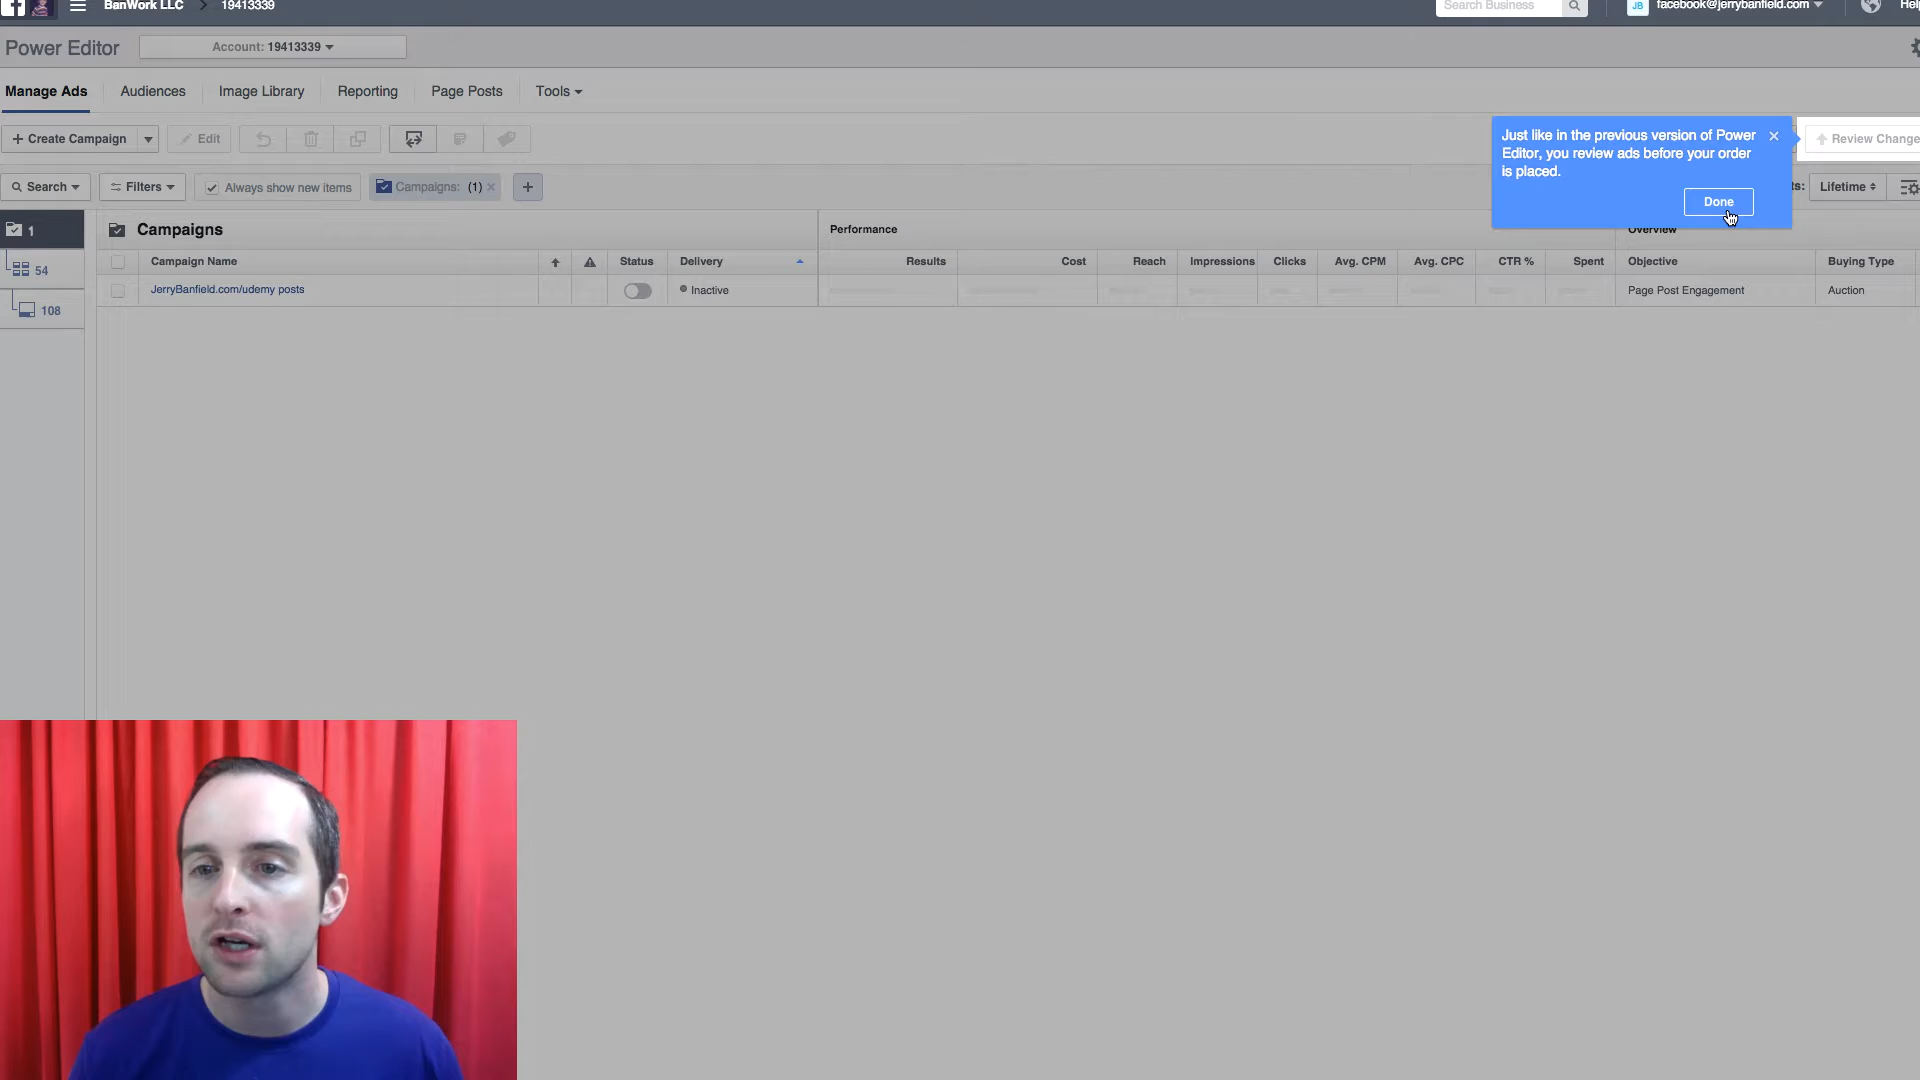 BanWork LLC > 19413339
Search Business
JB facebook@jerrybanfield.com
Help
Power Editor
Account: 19413339
Manage Ads
Audiences
Image Library
Reporting
Page Posts
Tools
+ Create Campaign
Edit
Review Change
Just like in the previous version of Power
Editor, you review ads before your order
is placed.
Done
Search
Filters
Always show new items
Campaigns: (1)
+
Lifetime
1
54
108
Campaigns
Performance
Overview
Campaign Name
Status
Delivery
Results
Cost
Reach
Impressions
Clicks
Avg. CPM
Avg. CPC
CTR %
Spent
Objective
Buying Type
JerryBanfield.com/udemy posts
Inactive
Page Post Engagement
Auction